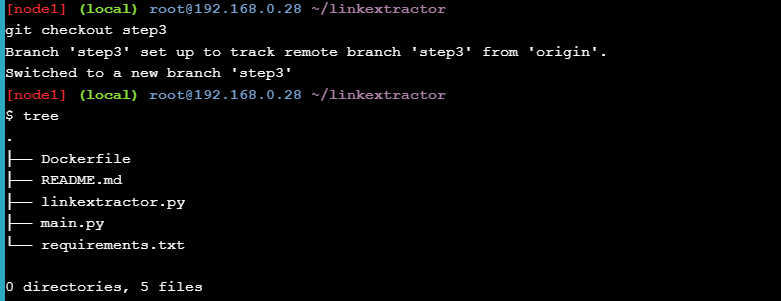 [node1] (local) root@192.168.0.28 ~/linkextractor
git checkout step3
Branch 'step3' set up to track remote branch 'step3' from 'origin'.
Switched to a new branch 'step3'
[node1] (local) root@192.168.0.28 ~/linkextractor
$ tree
.
├── Dockerfile
├── README.md
├── linkextractor.py
├── main.py
└── requirements.txt
0 directories, 5 files